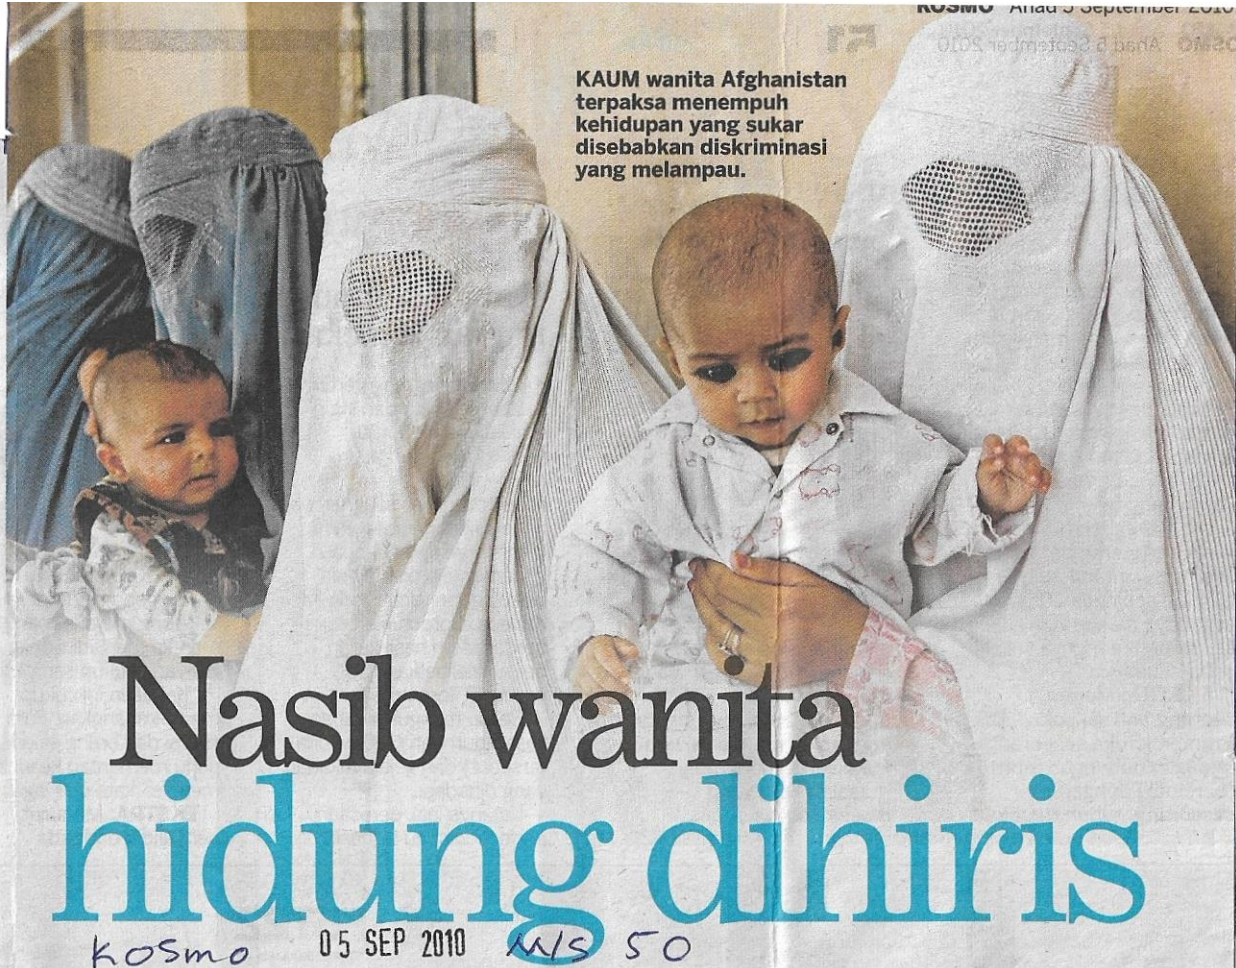 KOSMO Ahad 5 September 2010
KAUM wanita Afghanistan
terpaksa menempuh
kehidupan yang sukar
disebabkan diskriminasi
yang melampau.
Nasib wanita
hidung dihiris
KOSmo 05 SEP 2010 M/S 50